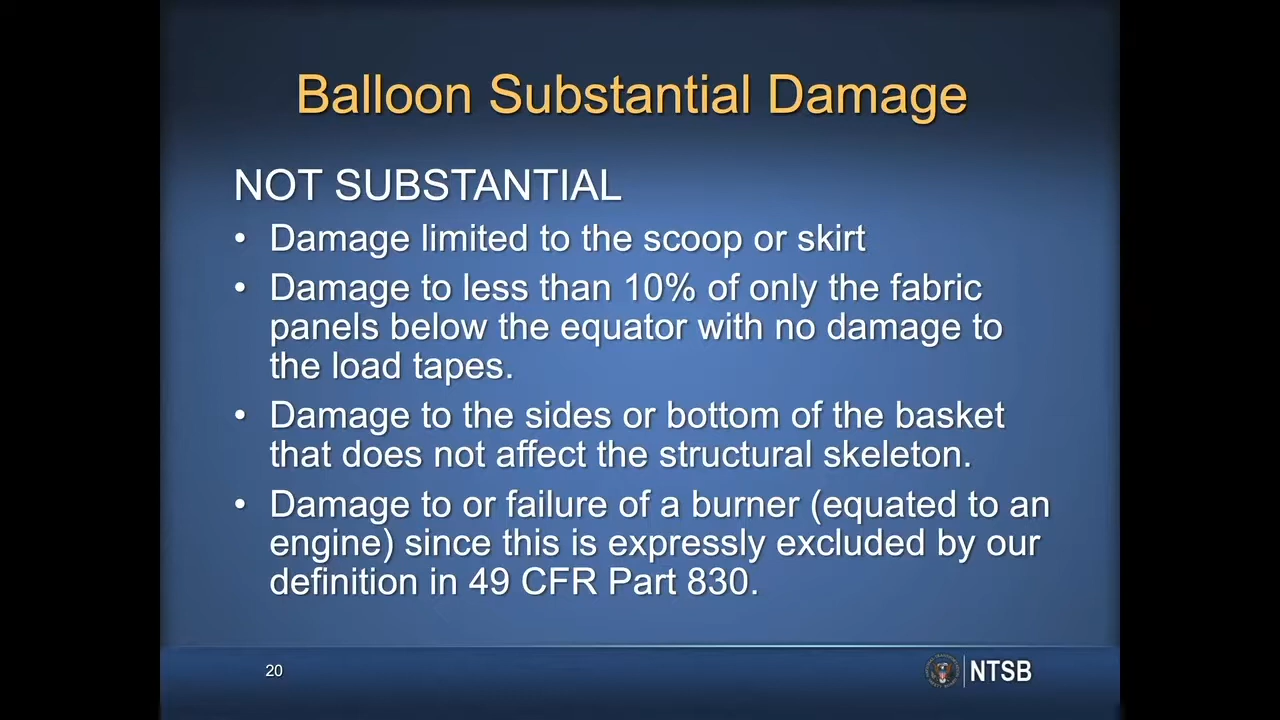 Balloon Substantial Damage
NOT SUBSTANTIAL
• Damage limited to the scoop or skirt
• Damage to less than 10% of only the fabric
panels below the equator with no damage to
the load tapes.
• Damage to the sides or bottom of the basket
that does not affect the structural skeleton.
• Damage to or failure of a burner (equated to an
engine) since this is expressly excluded by our
definition in 49 CFR Part 830.
20
NTSB